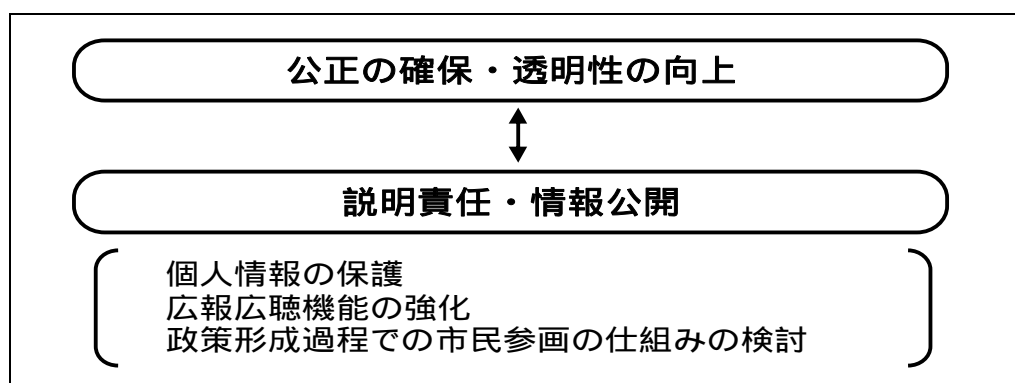 公正の確保・透明性の向上
説明責任・情報公開
個人情報の保護
広報広聴機能の強化
政策形成過程での市民参画の仕組みの検討